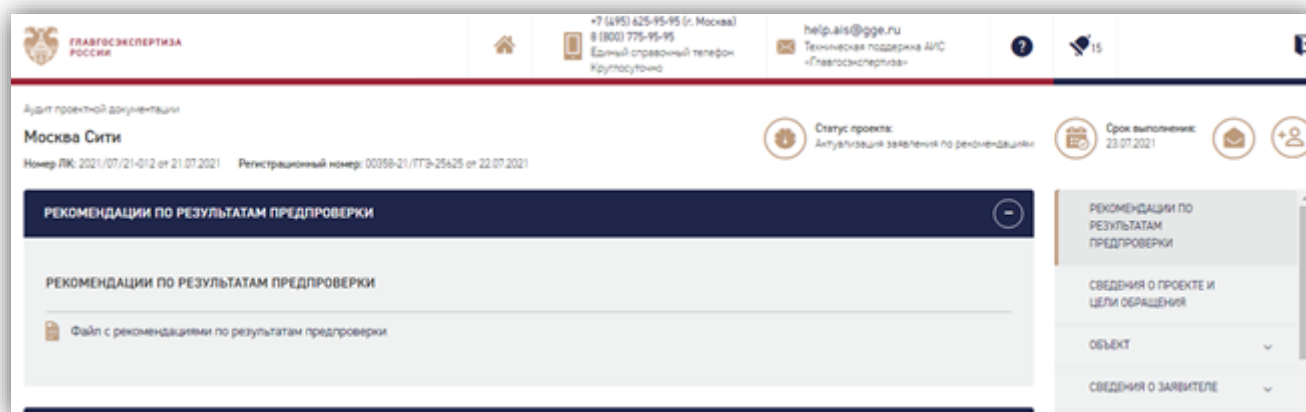 ГЛАВГОСЭКСПЕРТИЗА
РОССИИ
+7 (495) 625-95-95 (г. Москва)
8 (800) 775-95-95
Единый справочный телефон
Круглосуточно
help.ais@gge.ru
Техническая поддержка АИС
«Главгосэкспертиза»
?
15
Аудит проектной документации
Москва Сити
Номер ЛК: 2021/07/21-012 от 21.07.2021 Регистрационный номер: 00358-21/ГГЭ-25625 от 22.07.2021
Статус проекта:
Актуализация заявления по рекомендациям
Срок выполнения:
23.07.2021
РЕКОМЕНДАЦИИ ПО РЕЗУЛЬТАТАМ ПРЕДПРОВЕРКИ
РЕКОМЕНДАЦИИ ПО РЕЗУЛЬТАТАМ ПРЕДПРОВЕРКИ
Файл с рекомендациями по результатам предпроверки
РЕКОМЕНДАЦИИ ПО
РЕЗУЛЬТАТАМ
ПРЕДПРОВЕРКИ
СВЕДЕНИЯ О ПРОЕКТЕ И
ЦЕЛИ ОБРАЩЕНИЯ
ОБЪЕКТ
СВЕДЕНИЯ О ЗАЯВИТЕЛЕ